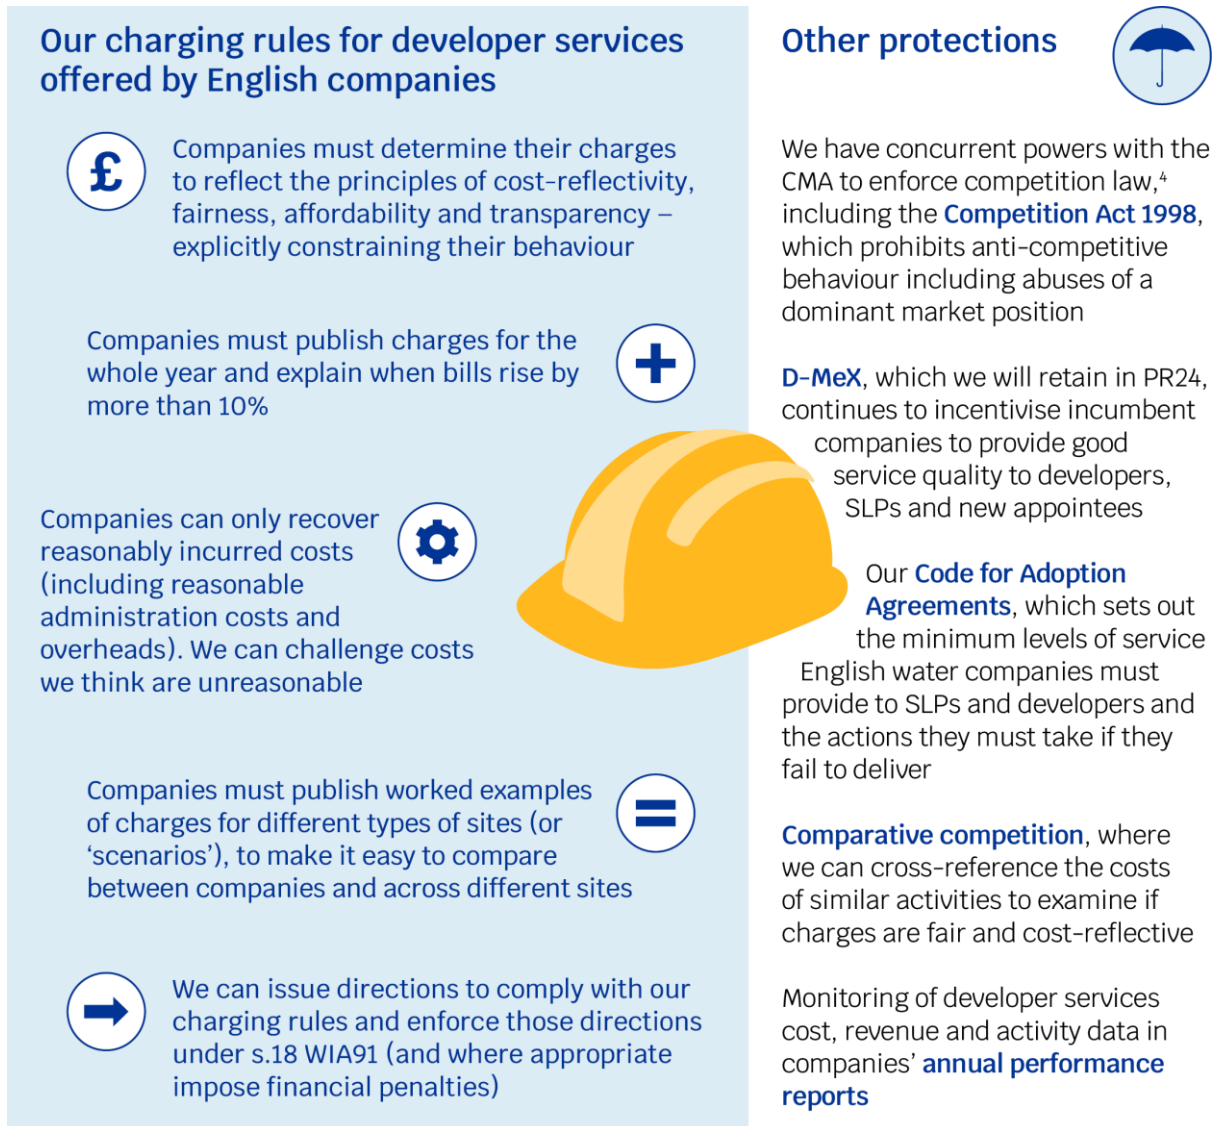 Our charging rules for developer services
offered by English companies
£
Companies must determine their charges
to reflect the principles of cost-reflectivity,
fairness, affordability and transparency –
explicitly constraining their behaviour
Companies must publish charges for the
whole year and explain when bills rise by
more than 10%
Companies can only recover
reasonably incurred costs
(including reasonable
administration costs and
overheads). We can challenge costs
we think are unreasonable
Companies must publish worked examples
of charges for different types of sites (or
‘scenarios’), to make it easy to compare
between companies and across different sites
We can issue directions to comply with our
charging rules and enforce those directions
under s.18 WIA91 (and where appropriate
impose financial penalties)
Other protections
We have concurrent powers with the
CMA to enforce competition law,⁴
including the Competition Act 1998,
which prohibits anti-competitive
behaviour including abuses of a
dominant market position
D-MeX, which we will retain in PR24,
continues to incentivise incumbent
companies to provide good
service quality to developers,
SLPs and new appointees
Our Code for Adoption
Agreements, which sets out
the minimum levels of service
English water companies must
provide to SLPs and developers and
the actions they must take if they
fail to deliver
Comparative competition, where
we can cross-reference the costs
of similar activities to examine if
charges are fair and cost-reflective
Monitoring of developer services
cost, revenue and activity data in
companies’ annual performance
reports